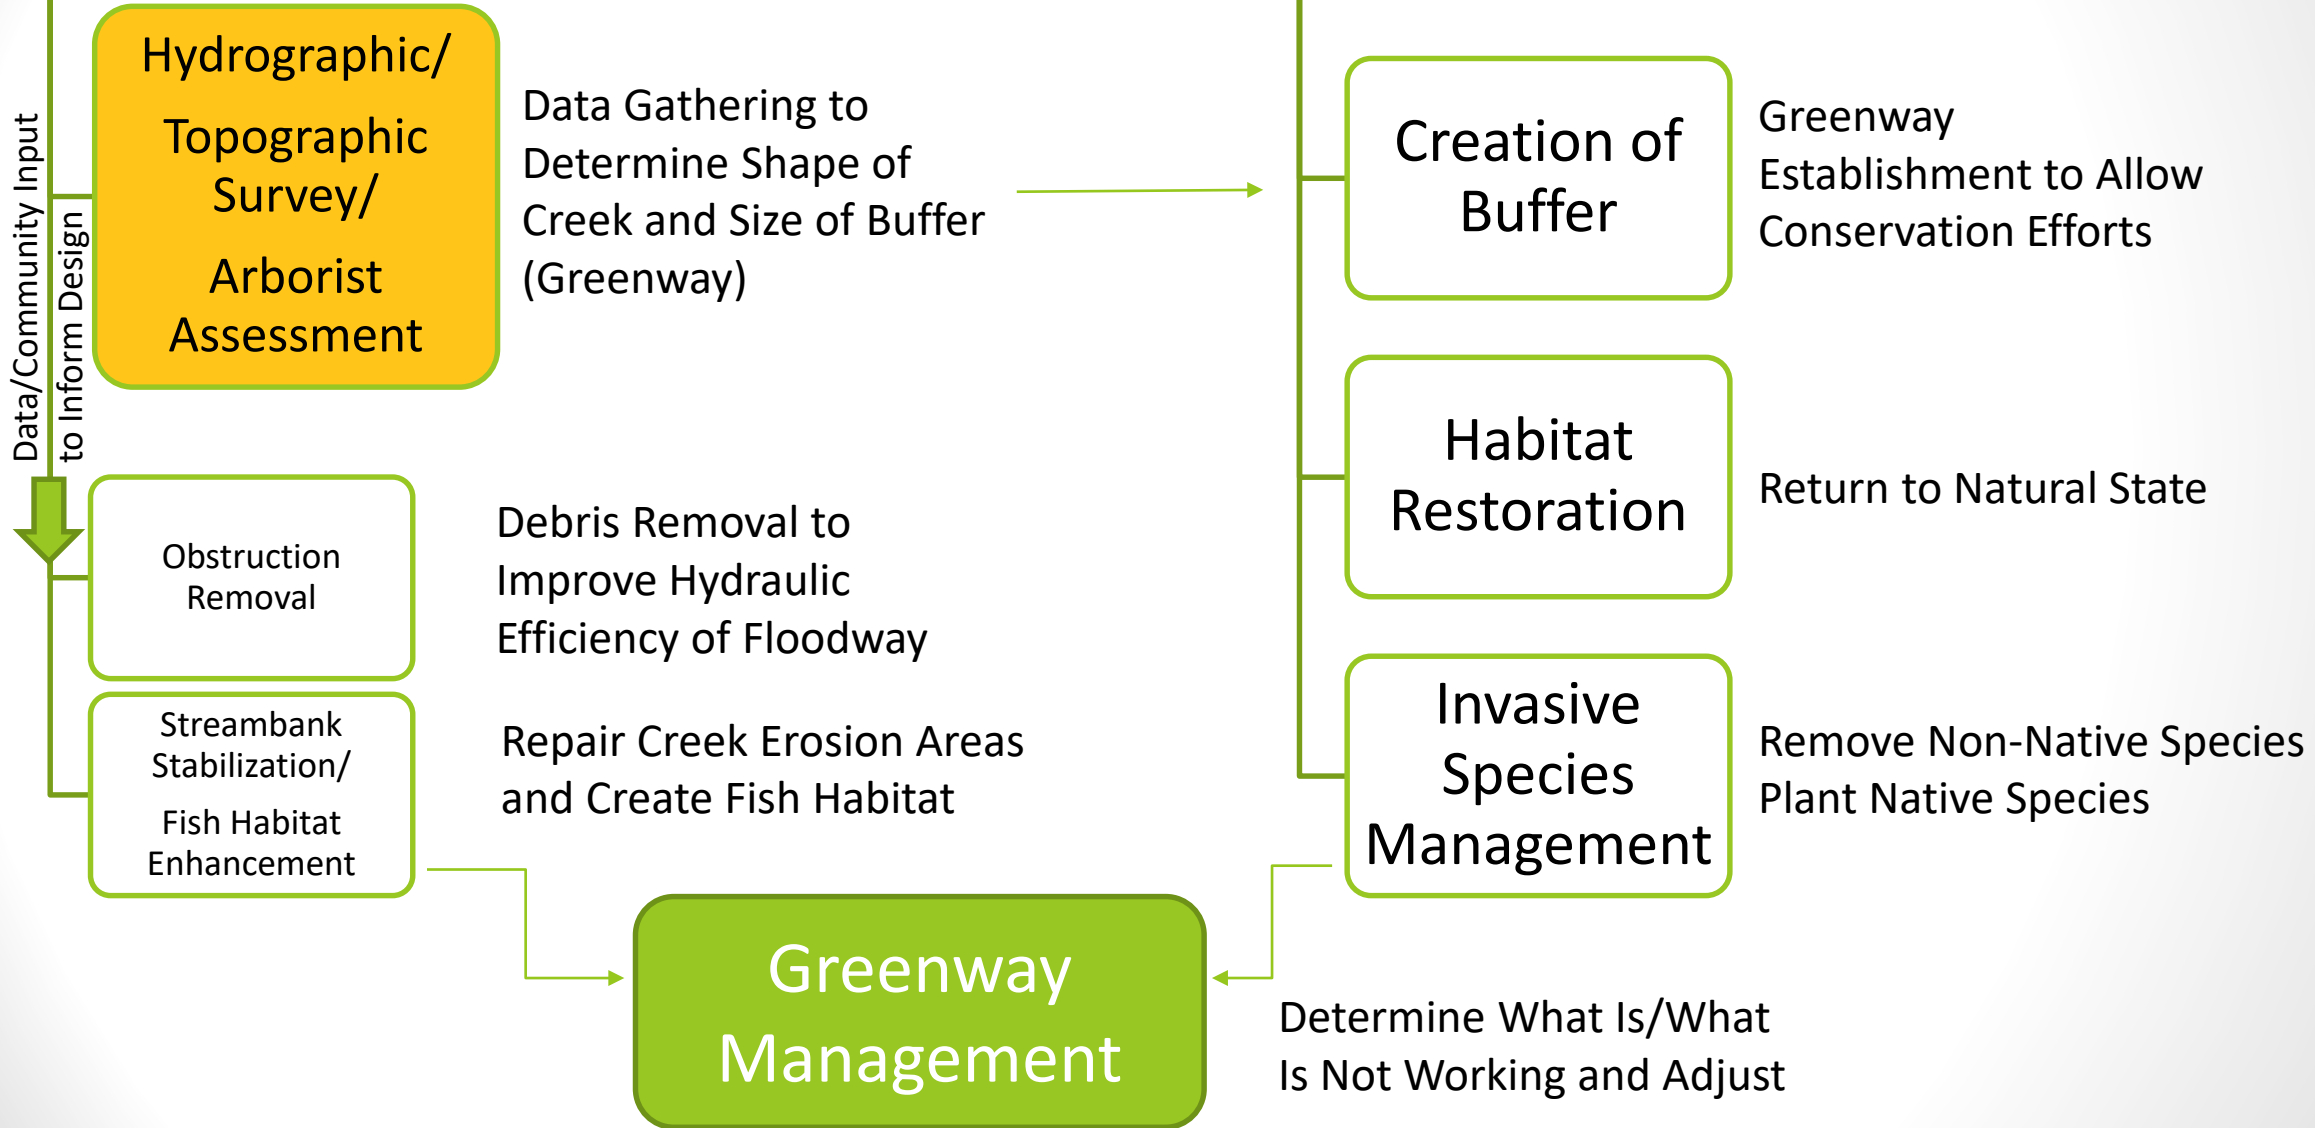 Data/Community Input
to Inform Design
Hydrographic/
Topographic
Survey/
Arborist
Assessment
Data Gathering to
Determine Shape of
Creek and Size of Buffer
(Greenway)
Obstruction
Removal
Debris Removal to
Improve Hydraulic
Efficiency of Floodway
Streambank
Stabilization/
Fish Habitat
Enhancement
Repair Creek Erosion Areas
and Create Fish Habitat
Creation of
Buffer
Greenway
Establishment to Allow
Conservation Efforts
Habitat
Restoration
Return to Natural State
Invasive
Species
Management
Remove Non-Native Species
Plant Native Species
Greenway
Management
Determine What Is/What
Is Not Working and Adjust